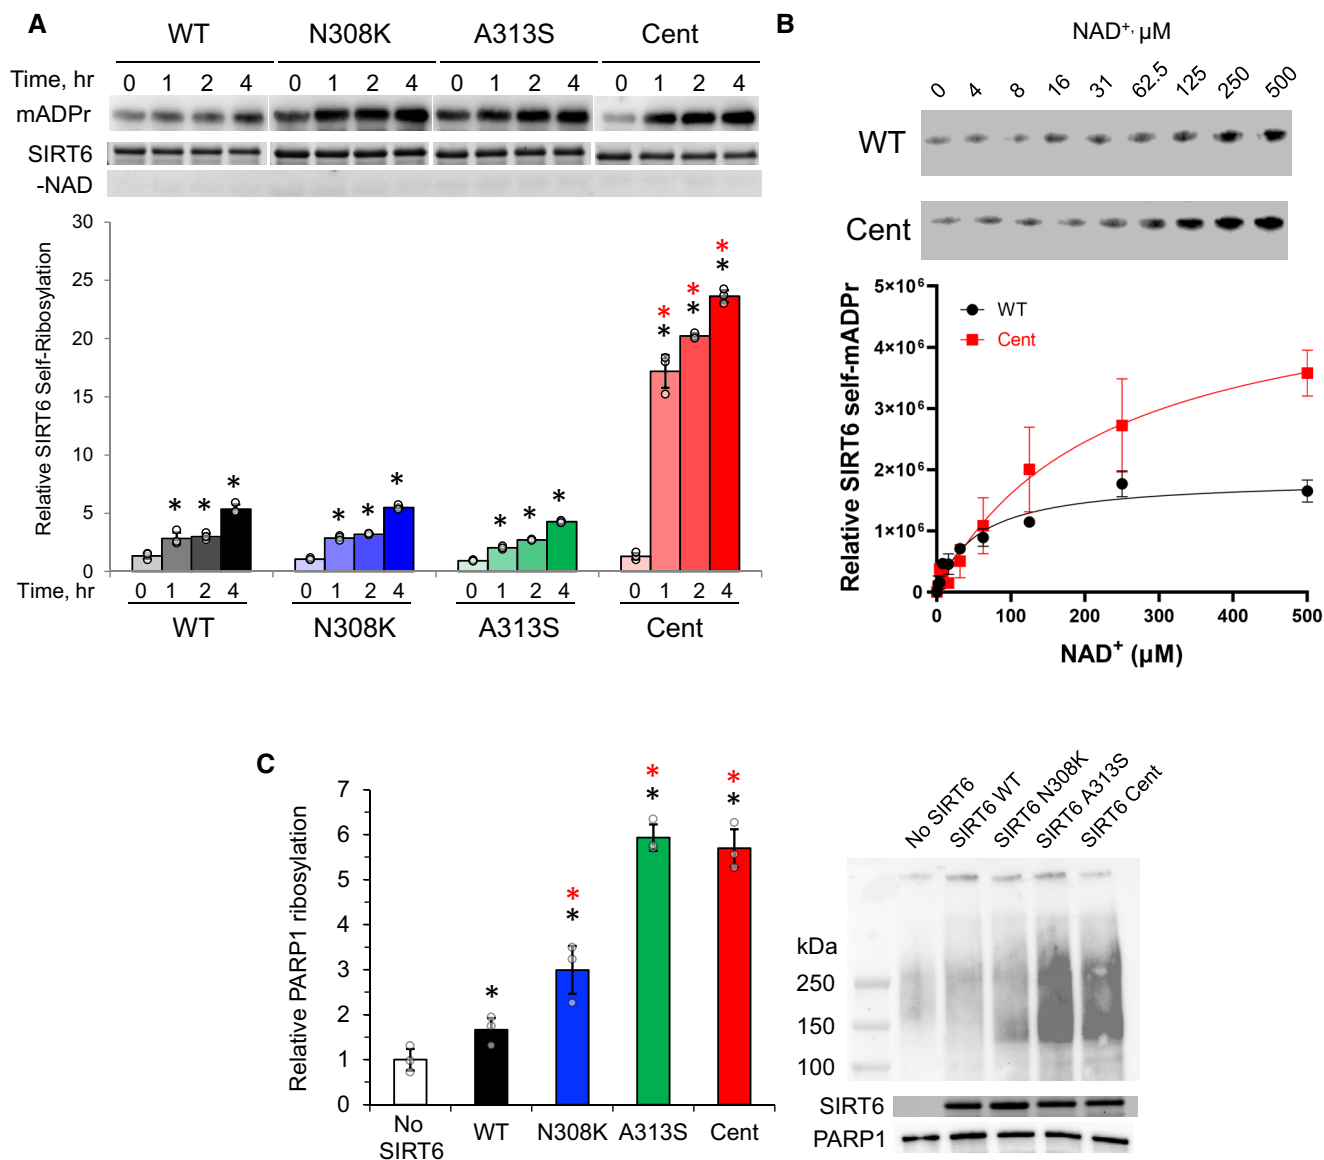 A
WT N308K A313S Cent
Time, hr 0 1 2 4 0 1 2 4 0 1 2 4 0 1 2 4
mADPr
SIRT6
-NAD
Relative SIRT6 Self-Ribosylation
30
25
20
15
10
5
0
* * * * * * * * * * * * * * *
Time, hr 0 1 2 4 0 1 2 4 0 1 2 4 0 1 2 4
WT N308K A313S Cent
B
NAD+, µM
0 4 8 16 31 62.5 125 250 500
WT
Cent
Relative SIRT6 self-mADPr
5×10⁶
4×10⁶
3×10⁶
2×10⁶
1×10⁶
0
WT
Cent
0 100 200 300 400 500
NAD⁺ (µM)
C
Relative PARP1 ribosylation
7
6
5
4
3
2
1
0
* * * * * * *
No SIRT6
WT N308K A313S Cent
No SIRT6
SIRT6 WT
SIRT6 N308K
SIRT6 A313S
SIRT6 Cent
kDa
250
150
100
SIRT6
PARP1